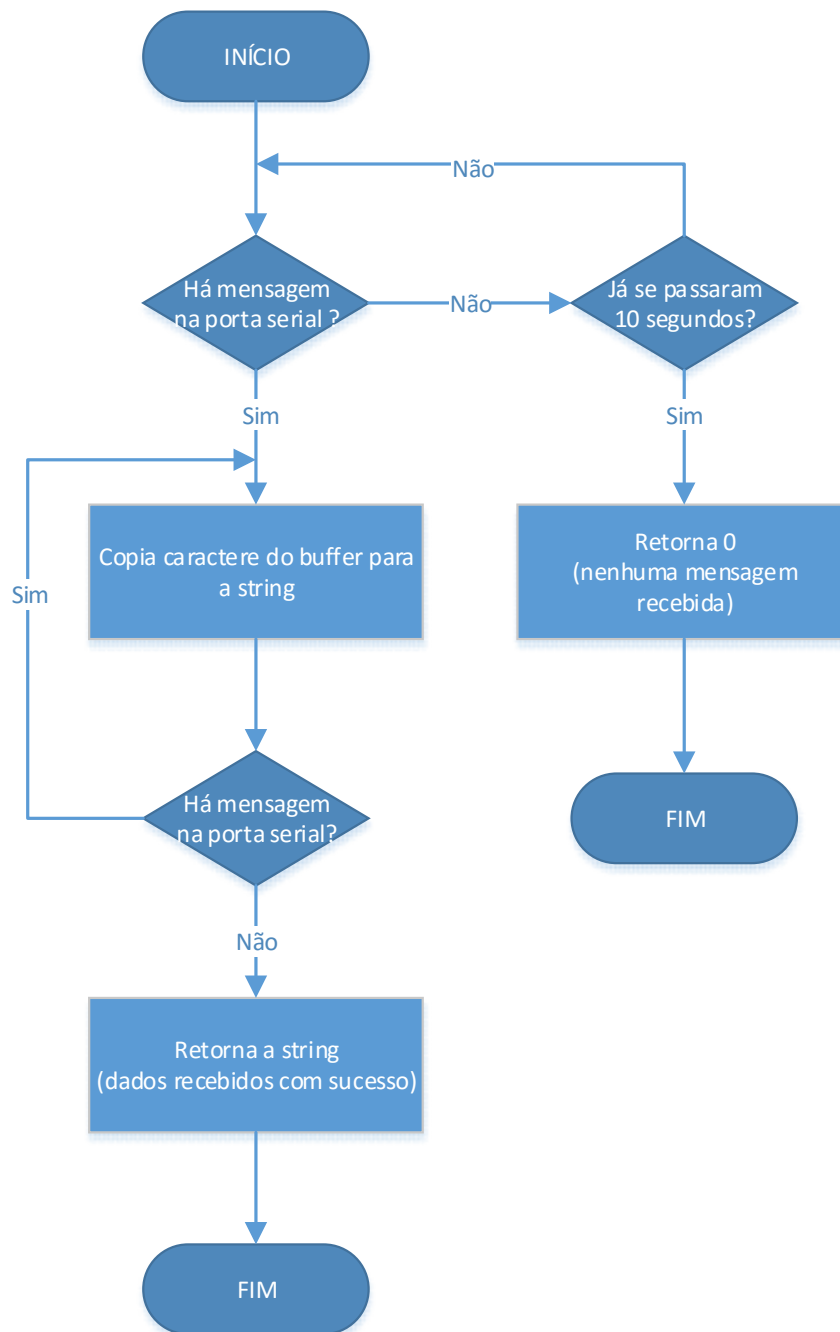 INÍCIO
Não
Há mensagem
na porta serial ?
Não
Já se passaram
10 segundos?
Sim
Sim
Copia caractere do buffer para
a string
Retorna 0
(nenhuma mensagem
recebida)
Sim
Há mensagem
na porta serial?
FIM
Não
Retorna a string
(dados recebidos com sucesso)
FIM